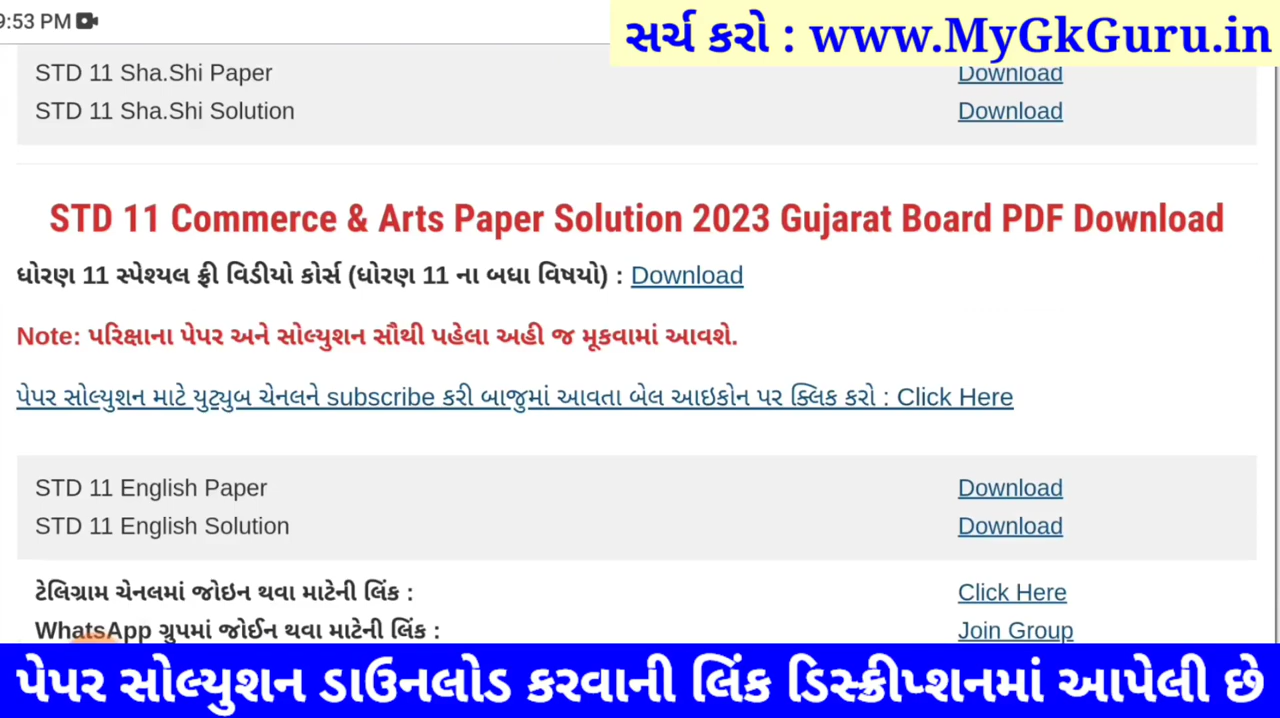 9:53 PM
સર્ચ કરો : www.MyGkGuru.in
STD 11 Sha.Shi Paper Download
STD 11 Sha.Shi Solution Download
STD 11 Commerce & Arts Paper Solution 2023 Gujarat Board PDF Download
ધોરણ 11 સ્પેશ્યલ ફ્રી વિડીયો કોર્સ (ધોરણ 11 ના બધા વિષયો) : Download
Note: પરિક્ષાના પેપર અને સોલ્યુશન સૌથી પહેલા અહી જ મૂકવામાં આવશે.
પેપર સોલ્યુશન માટે યુટ્યુબ ચેનલને subscribe કરી બાજુમાં આવતા બેલ આઇકોન પર ક્લિક કરો : Click Here
STD 11 English Paper Download
STD 11 English Solution Download
ટેલિગ્રામ ચેનલમાં જોઇન થવા માટેની લિંક : Click Here
WhatsApp ગ્રુપમાં જોઈન થવા માટેની લિંક : Join Group
પેપર સોલ્યુશન ડાઉનલોડ કરવાની લિંક ડિસ્ક્રીપ્શનમાં આપેલી છે